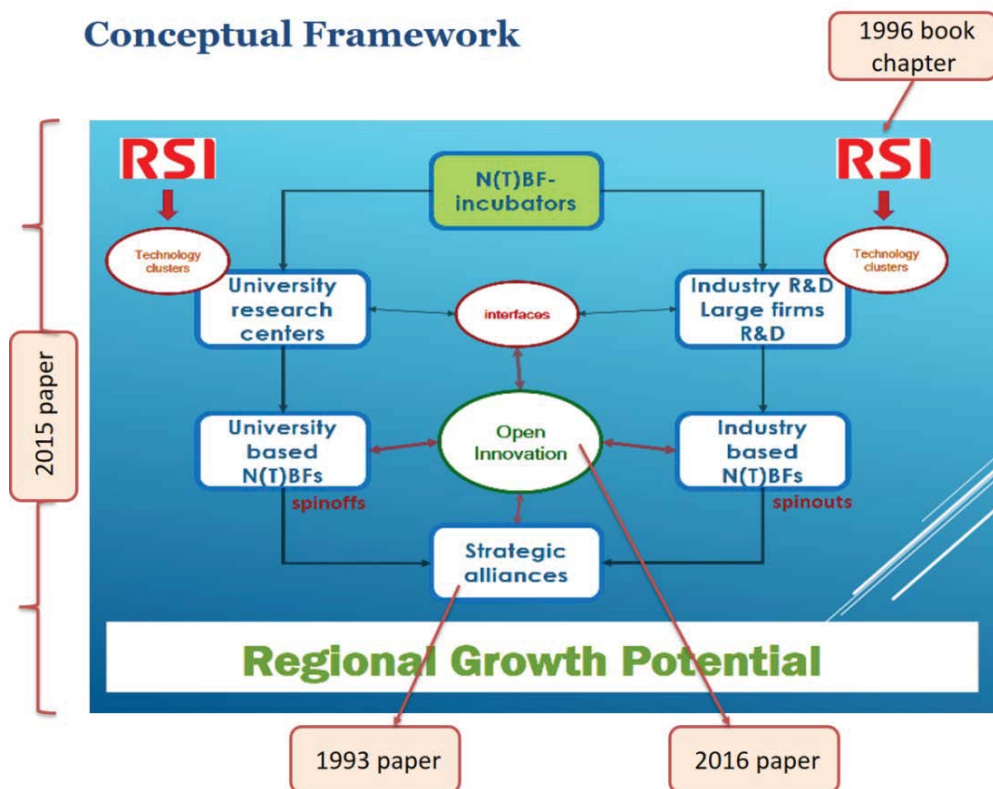 Conceptual Framework
1996 book
chapter
RSI
RSI
N(T)BF-
incubators
Technology
clusters
Technology
clusters
University
research
centers
interfaces
Industry R&D
Large firms
R&D
2015 paper
University
based
N(T)BFs
spinoffs
Open
Innovation
Industry
based
N(T)BFs
spinouts
Strategic
alliances
Regional Growth Potential
1993 paper
2016 paper